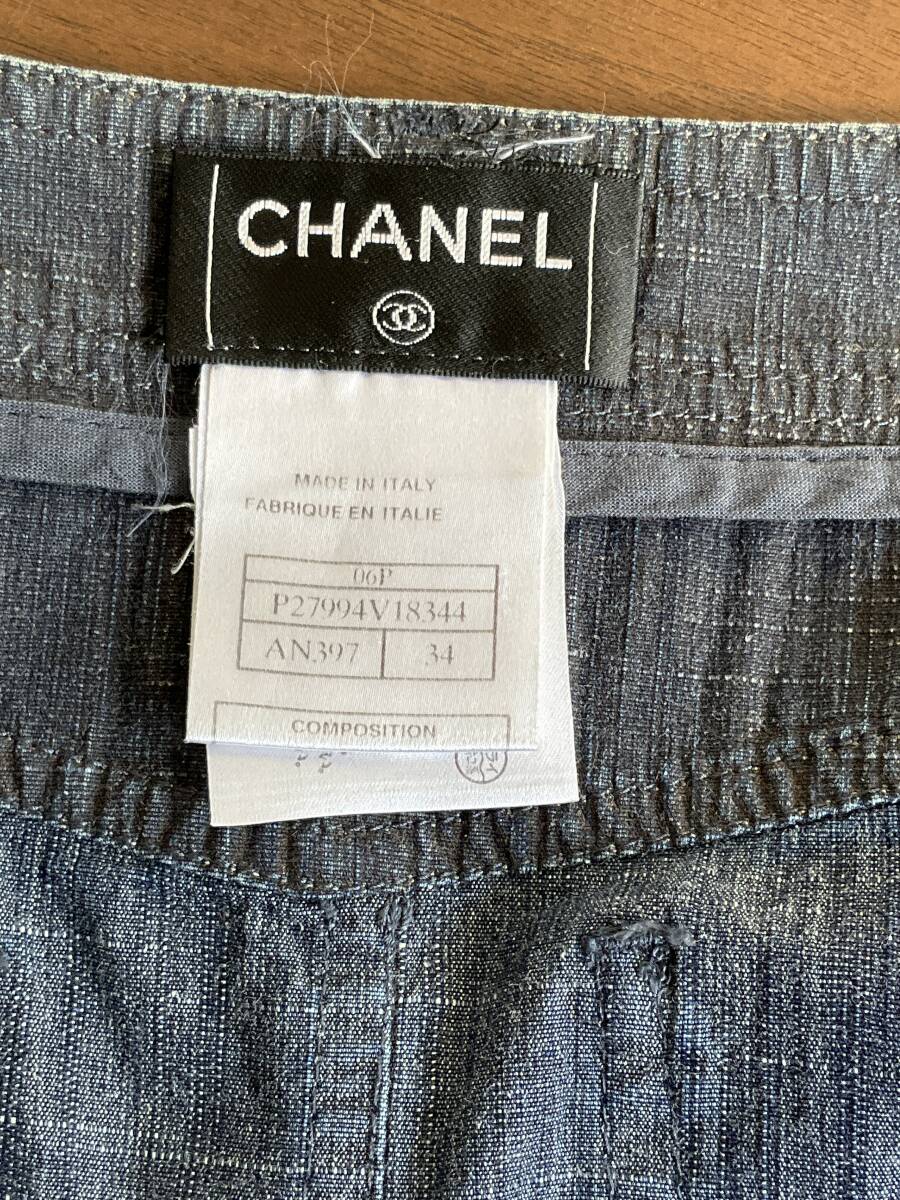 CHANEL
MADE IN ITALY
FABRIQUE EN ITALIE
06P
P27994V18344
AN397 34
COMPOSITION